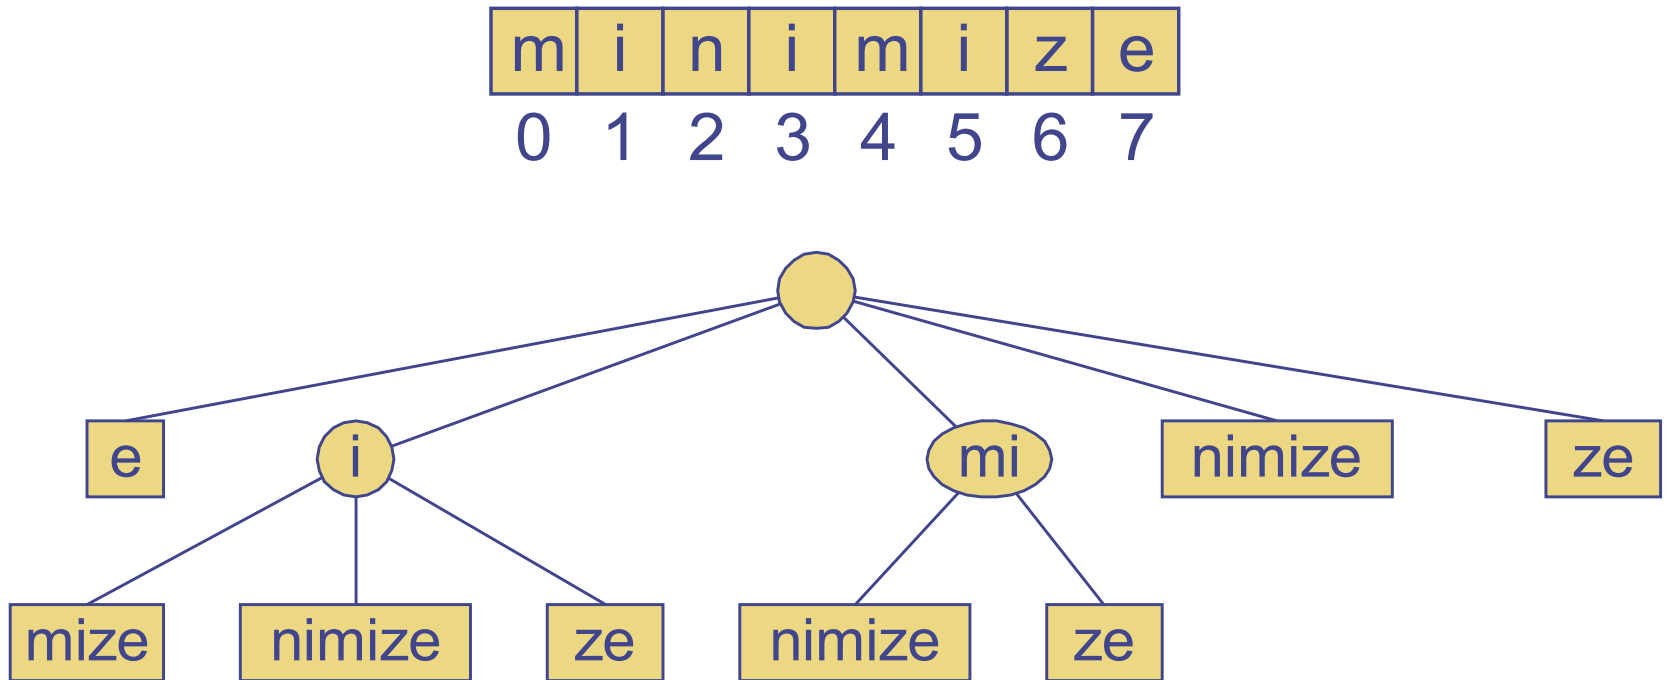 m i n i m i z e
0 1 2 3 4 5 6 7
e i mi nimize ze
mize nimize ze nimize ze